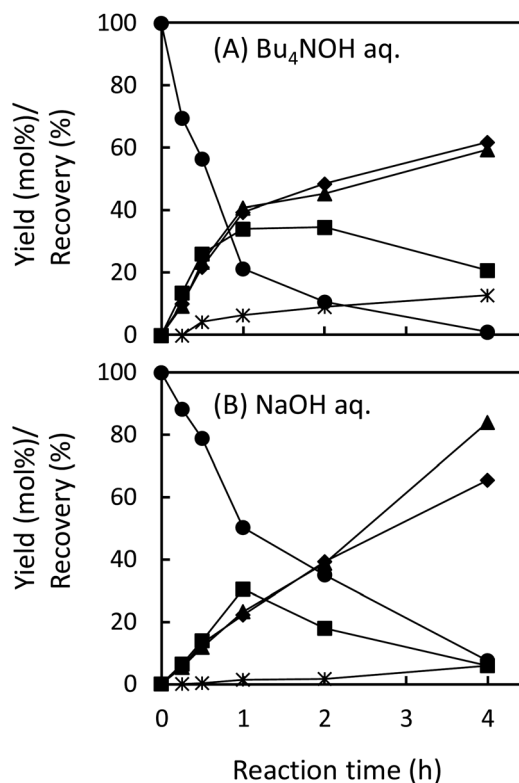 Yield (mol%)/
Recovery (%)
100
80
60
40
20
0
(A) Bu₄NOH aq.
Yield (mol%)/
Recovery (%)
100
80
60
40
20
0
(B) NaOH aq.
0 1 2 3 4
Reaction time (h)